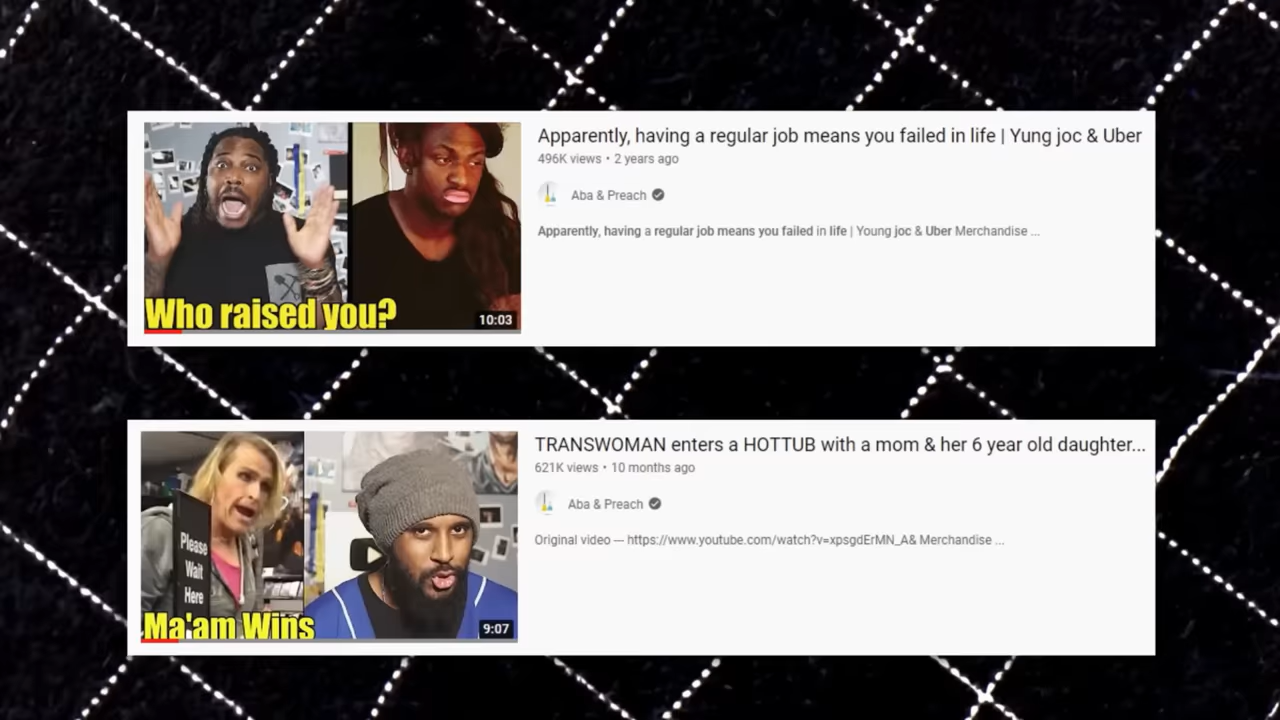 Apparently, having a regular job means you failed in life | Yung joc & Uber
496K views • 2 years ago
Aba & Preach
Apparently, having a regular job means you failed in life | Young joc & Uber Merchandise ...
Who raised you?
10:03
TRANSWOMAN enters a HOTTUB with a mom & her 6 year old daughter...
621K views • 10 months ago
Aba & Preach
Original video — https://www.youtube.com/watch?v=xpsgdErMN_A& Merchandise ...
Please
Wait
Here
Ma'am Wins
9:07